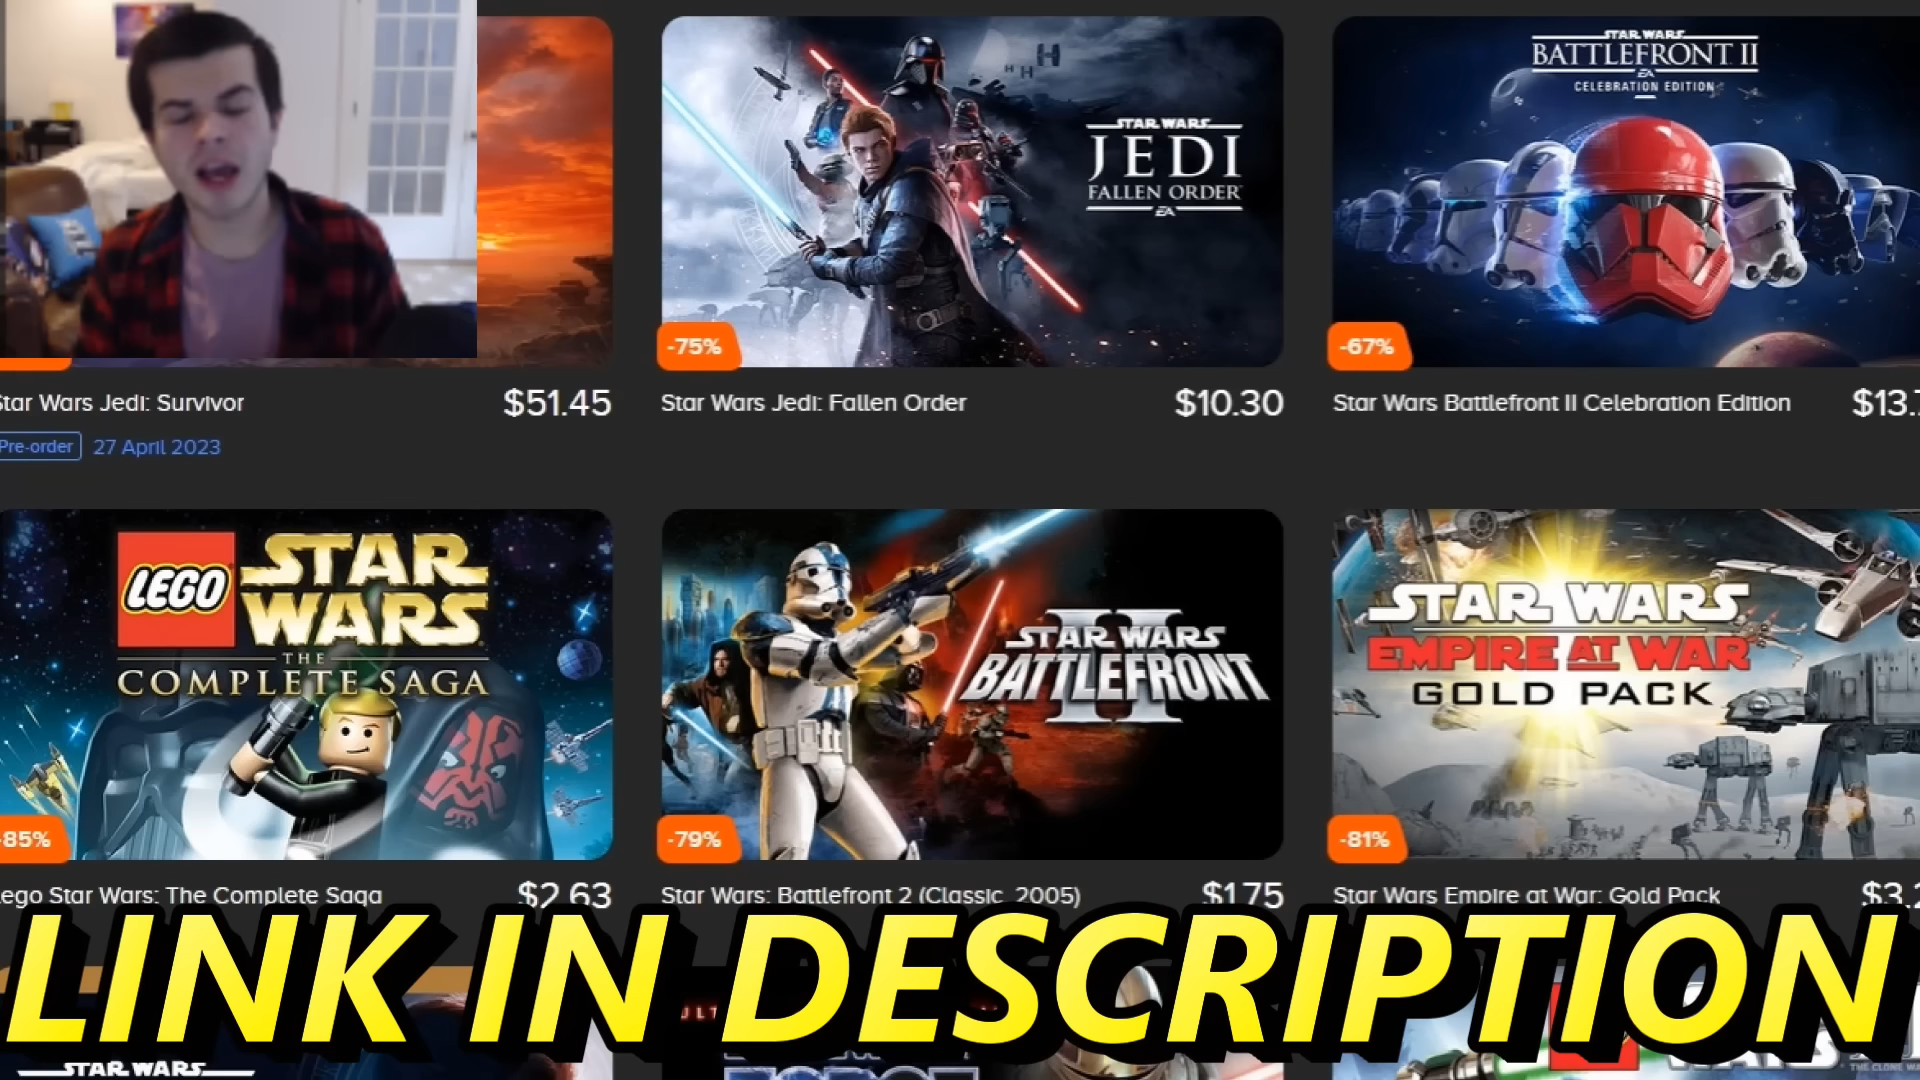 STAR WARS
JEDI
FALLEN ORDER
EA
STAR WARS
BATTLEFRONT II
EA
CELEBRATION EDITION
-75%
-67%
Star Wars Jedi: Survivor
$51.45
Star Wars Jedi: Fallen Order
$10.30
Star Wars Battlefront II Celebration Edition
$13.
Pre-order
27 April 2023
LEGO
STAR
WARS
THE
COMPLETE SAGA
STAR WARS
II
BATTLEFRONT
STAR WARS
EMPIRE AT WAR
GOLD PACK
-85%
-79%
-81%
ego Star Wars: The Complete Saga
$2.63
Star Wars: Battlefront 2 (Classic, 2005)
$1.75
Star Wars Empire at War: Gold Pack
$3.
LINK IN DESCRIPTION
STAR WARS